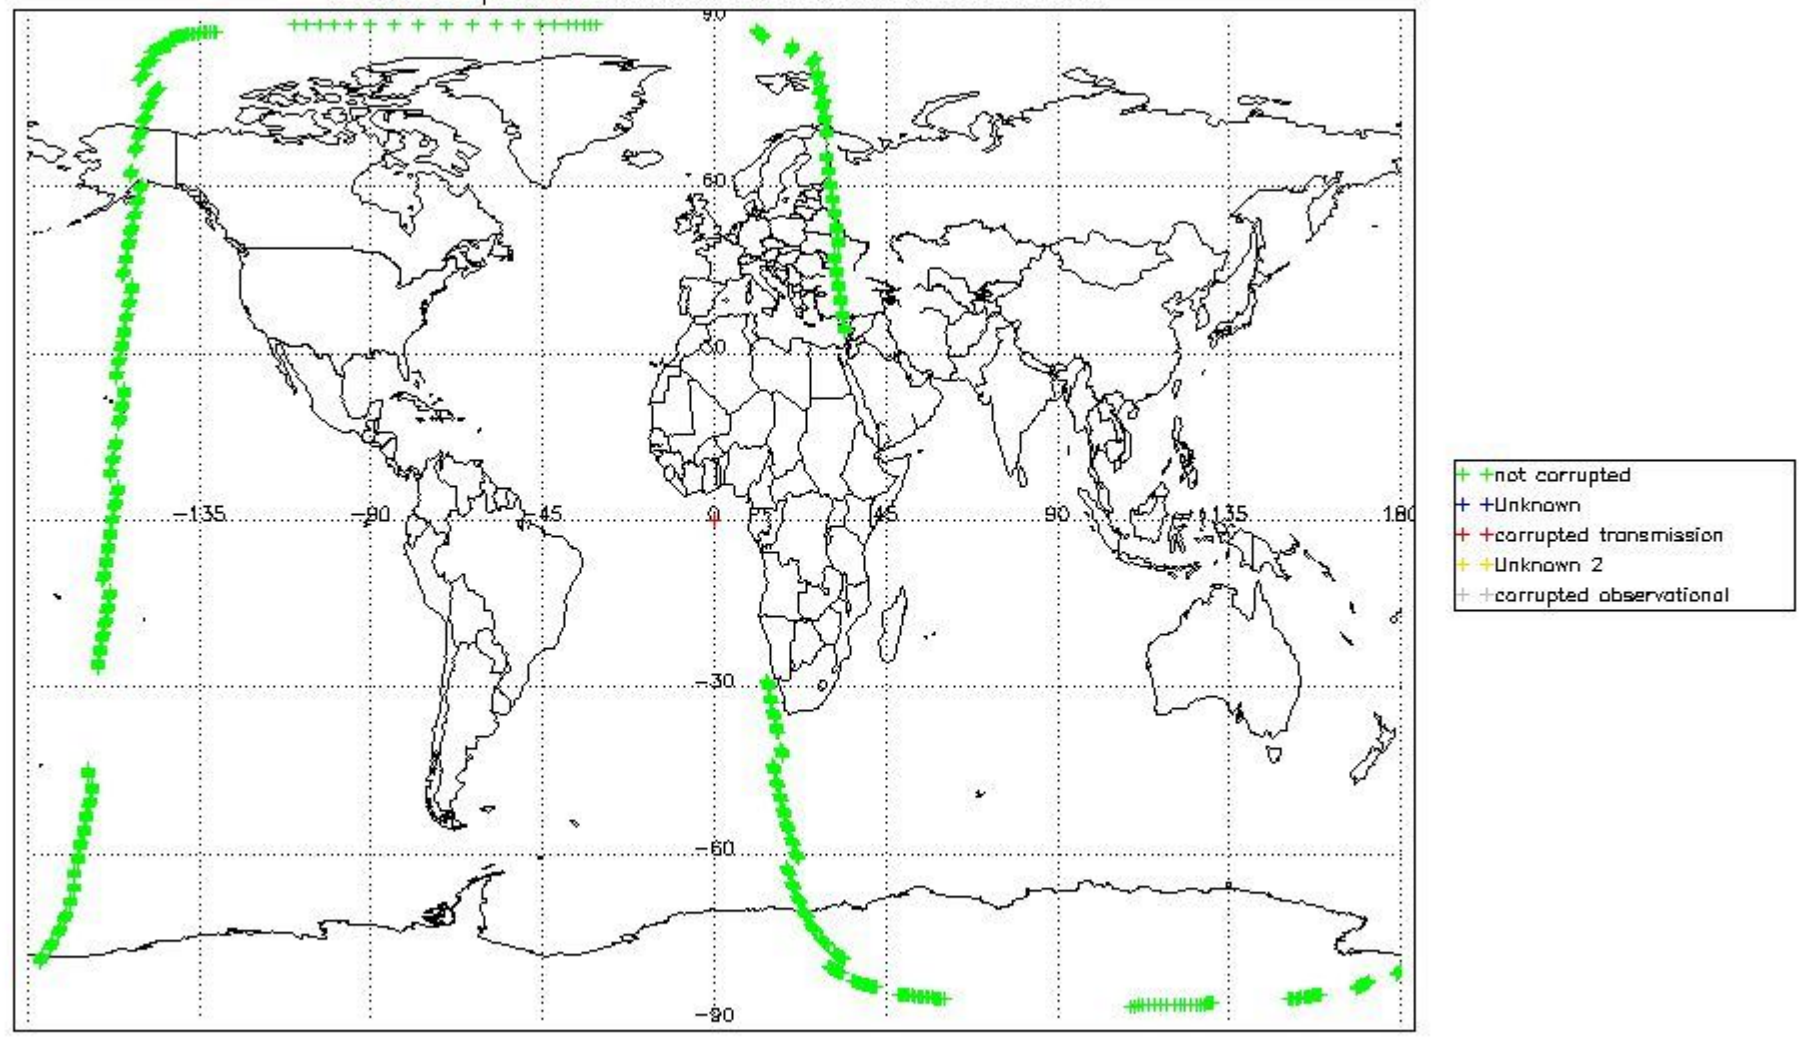 90
60
30
-135 -90 -45 0 45 90 135 180
-30
-60
-90
not corrupted
Unknown
corrupted transmission
Unknown 2
corrupted observational